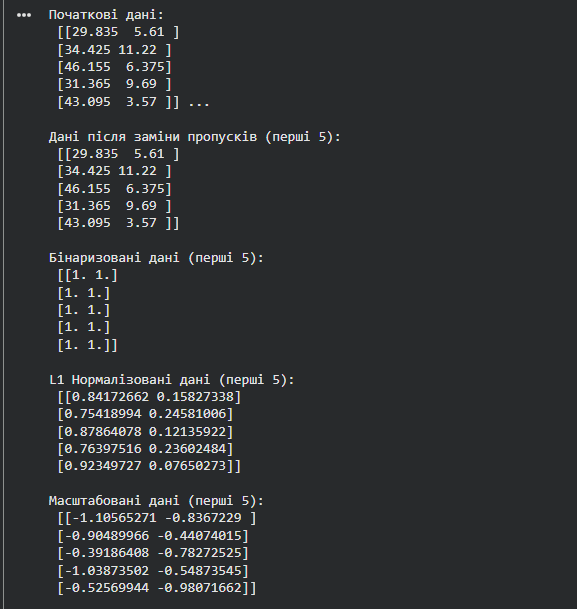 Початкові дані:
[[29.835  5.61 ]
[34.425 11.22 ]
[46.155  6.375]
[31.365  9.69 ]
[43.095  3.57 ]] ...
Дані після заміни пропусків (перші 5):
[[29.835  5.61 ]
[34.425 11.22 ]
[46.155  6.375]
[31.365  9.69 ]
[43.095  3.57 ]]
Бінаризовані дані (перші 5):
[[1. 1.]
[1. 1.]
[1. 1.]
[1. 1.]
[1. 1.]]
L1 Нормалізовані дані (перші 5):
[[0.84172662 0.15827338]
[0.75418994 0.24581006]
[0.87864078 0.12135922]
[0.76397516 0.23602484]
[0.92349727 0.07650273]]
Масштабовані дані (перші 5):
[[-1.10565271 -0.8367229 ]
[-0.90489966 -0.44074015]
[-0.39186408 -0.78272525]
[-1.03873502 -0.54873545]
[-0.52569944 -0.98071662]]